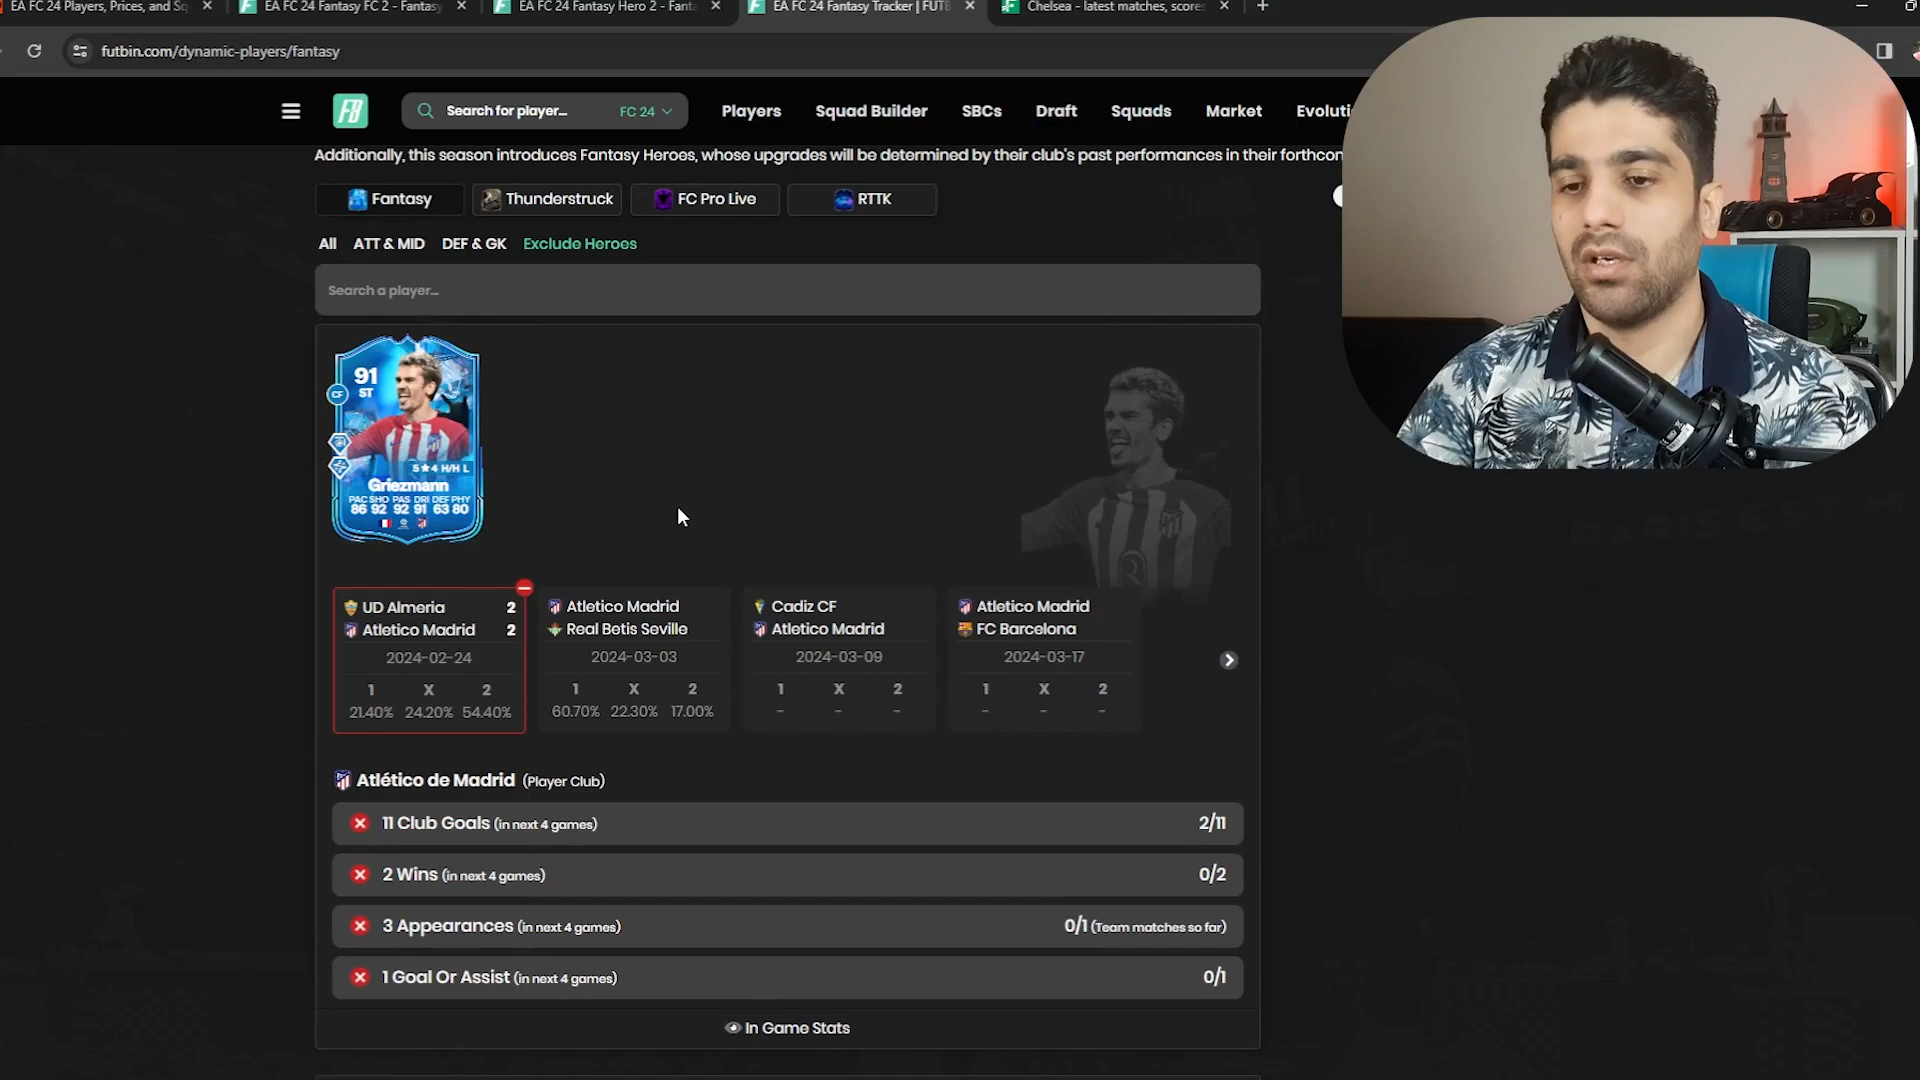 EA FC 24 Players, Prices, and Sq
EA FC 24 Fantasy FC 2 - Fantasy
EA FC 24 Fantasy Hero 2 - Fanta
EA FC 24 Fantasy Tracker | FUTB
Chelsea - latest matches, scores
futbin.com/dynamic-players/fantasy
FB Search for player... FC 24 Players Squad Builder SBCs Draft Squads Market Evoluti
Additionally, this season introduces Fantasy Heroes, whose upgrades will be determined by their club's past performances in their forthcon
Fantasy Thunderstruck FC Pro Live RTTK
All ATT & MID DEF & GK Exclude Heroes
Search a player...
91
ST
CF
5★4 H/H L
Griezmann
PAC SHO PAS DRI DEF PHY
86 92 92 91 63 80
UD Almeria 2
Atletico Madrid 2
2024-02-24
1 X 2
21.40% 24.20% 54.40%
Atletico Madrid
Real Betis Seville
2024-03-03
1 X 2
60.70% 22.30% 17.00%
Cadiz CF
Atletico Madrid
2024-03-09
1 X 2
- - -
Atletico Madrid
FC Barcelona
2024-03-17
1 X 2
- - -
Atlético de Madrid (Player Club)
11 Club Goals (in next 4 games) 2/11
2 Wins (in next 4 games) 0/2
3 Appearances (in next 4 games) 0/1 (Team matches so far)
1 Goal Or Assist (in next 4 games) 0/1
In Game Stats